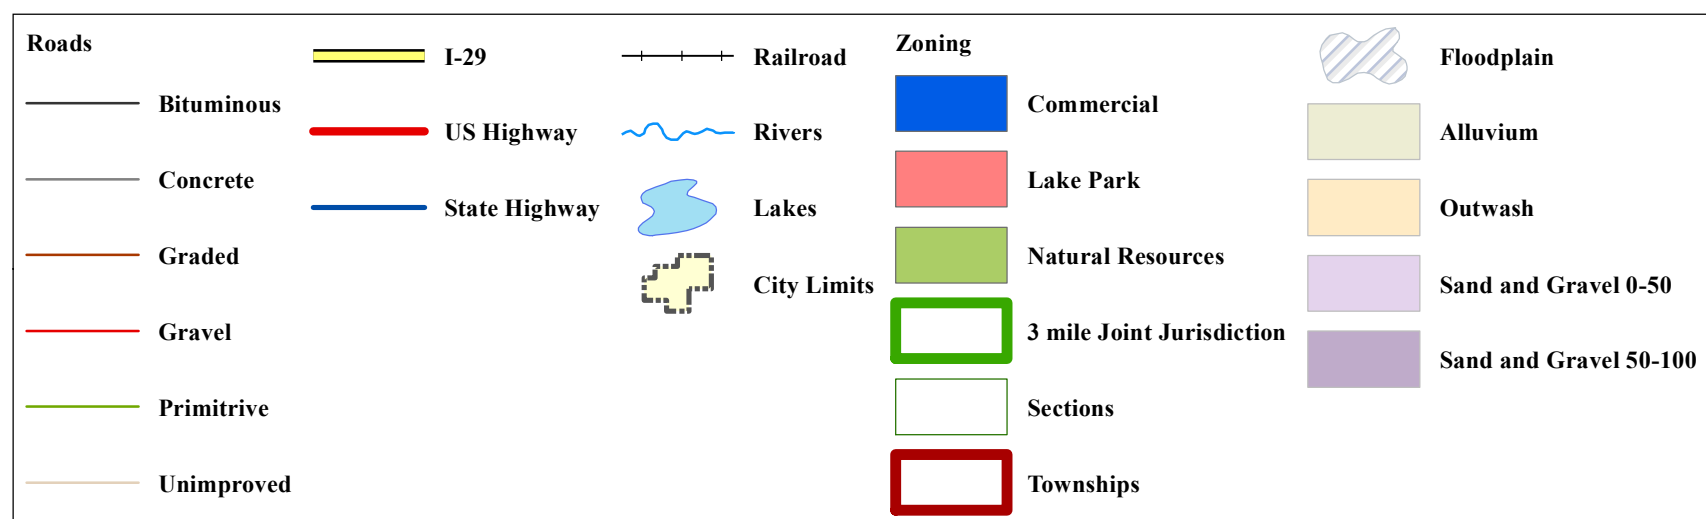 Roads
Bituminous
Concrete
Graded
Gravel
Primitrive
Unimproved
I-29
US Highway
State Highway
Railroad
Rivers
Lakes
City Limits
Zoning
Commercial
Lake Park
Natural Resources
3 mile Joint Jurisdiction
Sections
Townships
Floodplain
Alluvium
Outwash
Sand and Gravel 0-50
Sand and Gravel 50-100